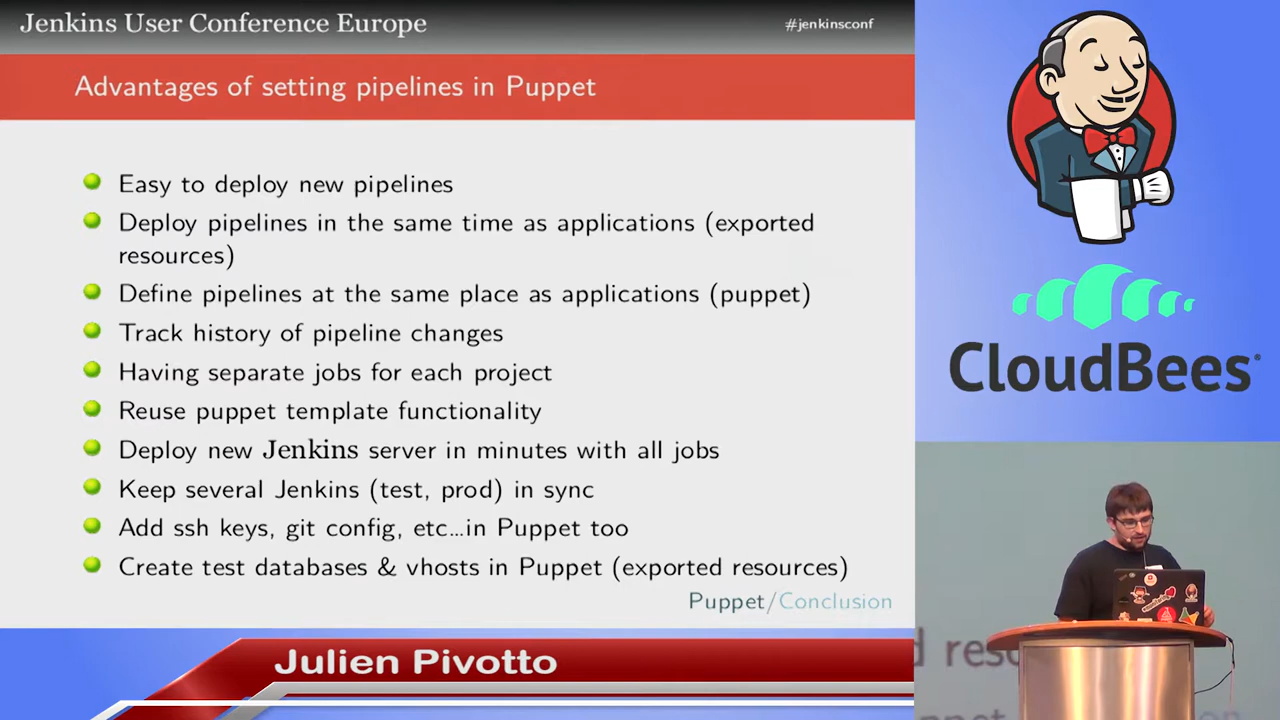 Jenkins User Conference Europe
#jenkinsconf
Advantages of setting pipelines in Puppet
Easy to deploy new pipelines
Deploy pipelines in the same time as applications (exported
resources)
Define pipelines at the same place as applications (puppet)
Track history of pipeline changes
Having separate jobs for each project
Reuse puppet template functionality
Deploy new Jenkins server in minutes with all jobs
Keep several Jenkins (test, prod) in sync
Add ssh keys, git config, etc...in Puppet too
Create test databases & vhosts in Puppet (exported resources)
Puppet/Conclusion
Julien Pivotto
CloudBees